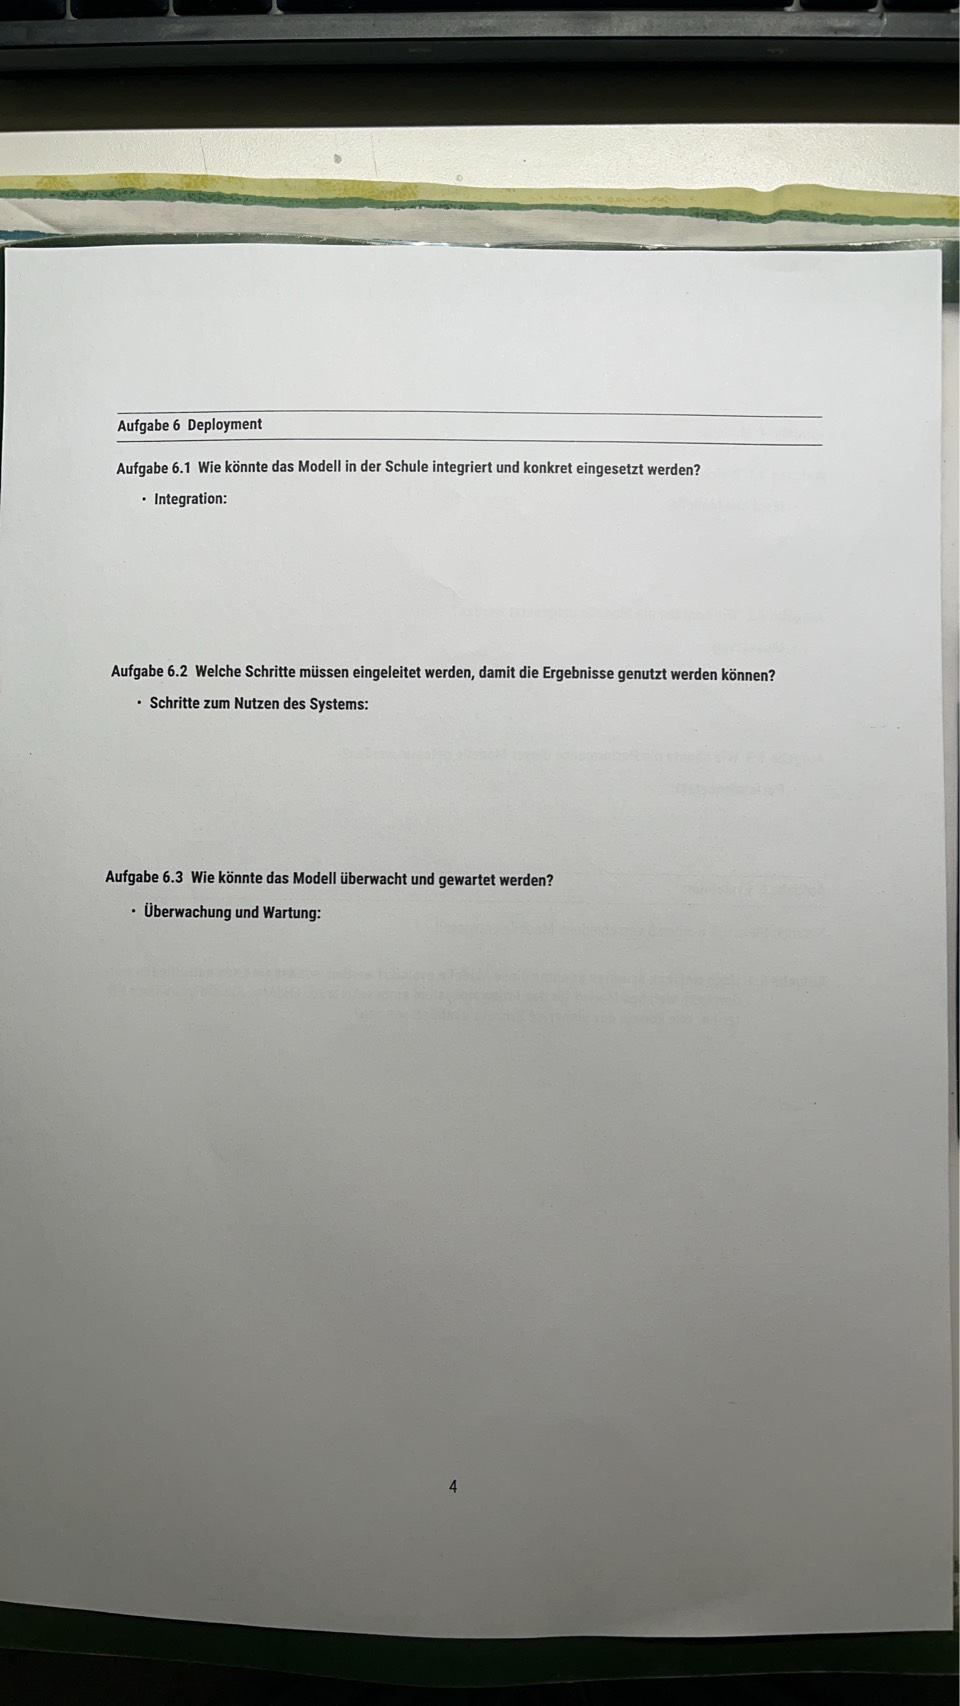 Aufgabe 6 Deployment
Aufgabe 6.1 Wie könnte das Modell in der Schule integriert und konkret eingesetzt werden?
• Integration:
Aufgabe 6.2 Welche Schritte müssen eingeleitet werden, damit die Ergebnisse genutzt werden können?
• Schritte zum Nutzen des Systems:
Aufgabe 6.3 Wie könnte das Modell überwacht und gewartet werden?
• Überwachung und Wartung:
4